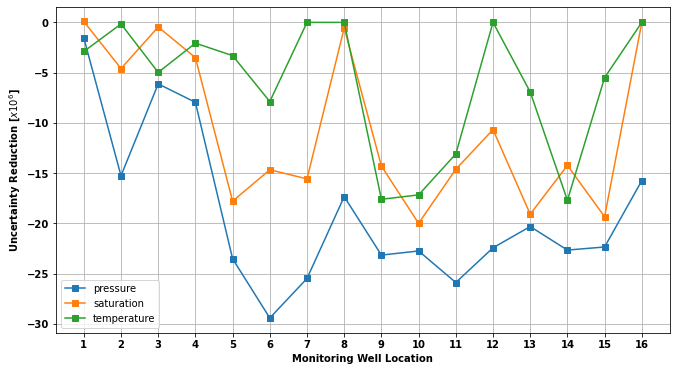 0
−5
−10
−15
−20
−25
−30
Uncertainty Reduction [x10⁶]
pressure
saturation
temperature
1 2 3 4 5 6 7 8 9 10 11 12 13 14 15 16
Monitoring Well Location